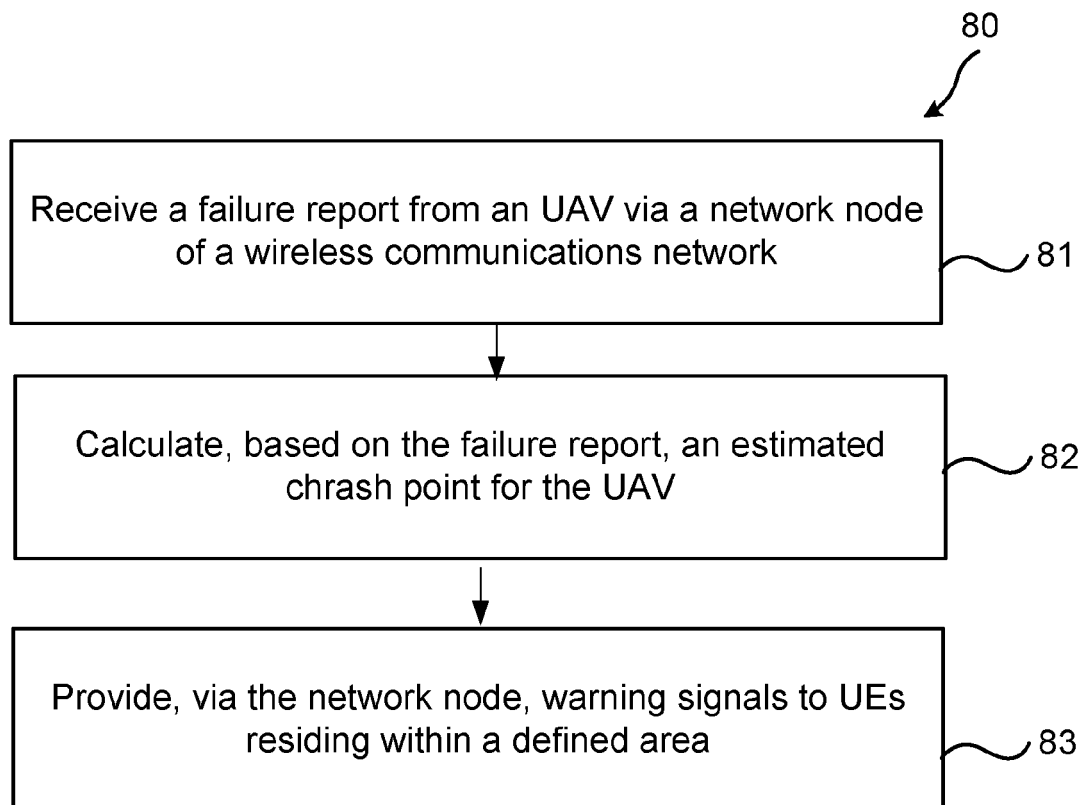 80
Receive a failure report from an UAV via a network node
of a wireless communications network
81
Calculate, based on the failure report, an estimated
chrash point for the UAV
82
Provide, via the network node, warning signals to UEs
residing within a defined area
83